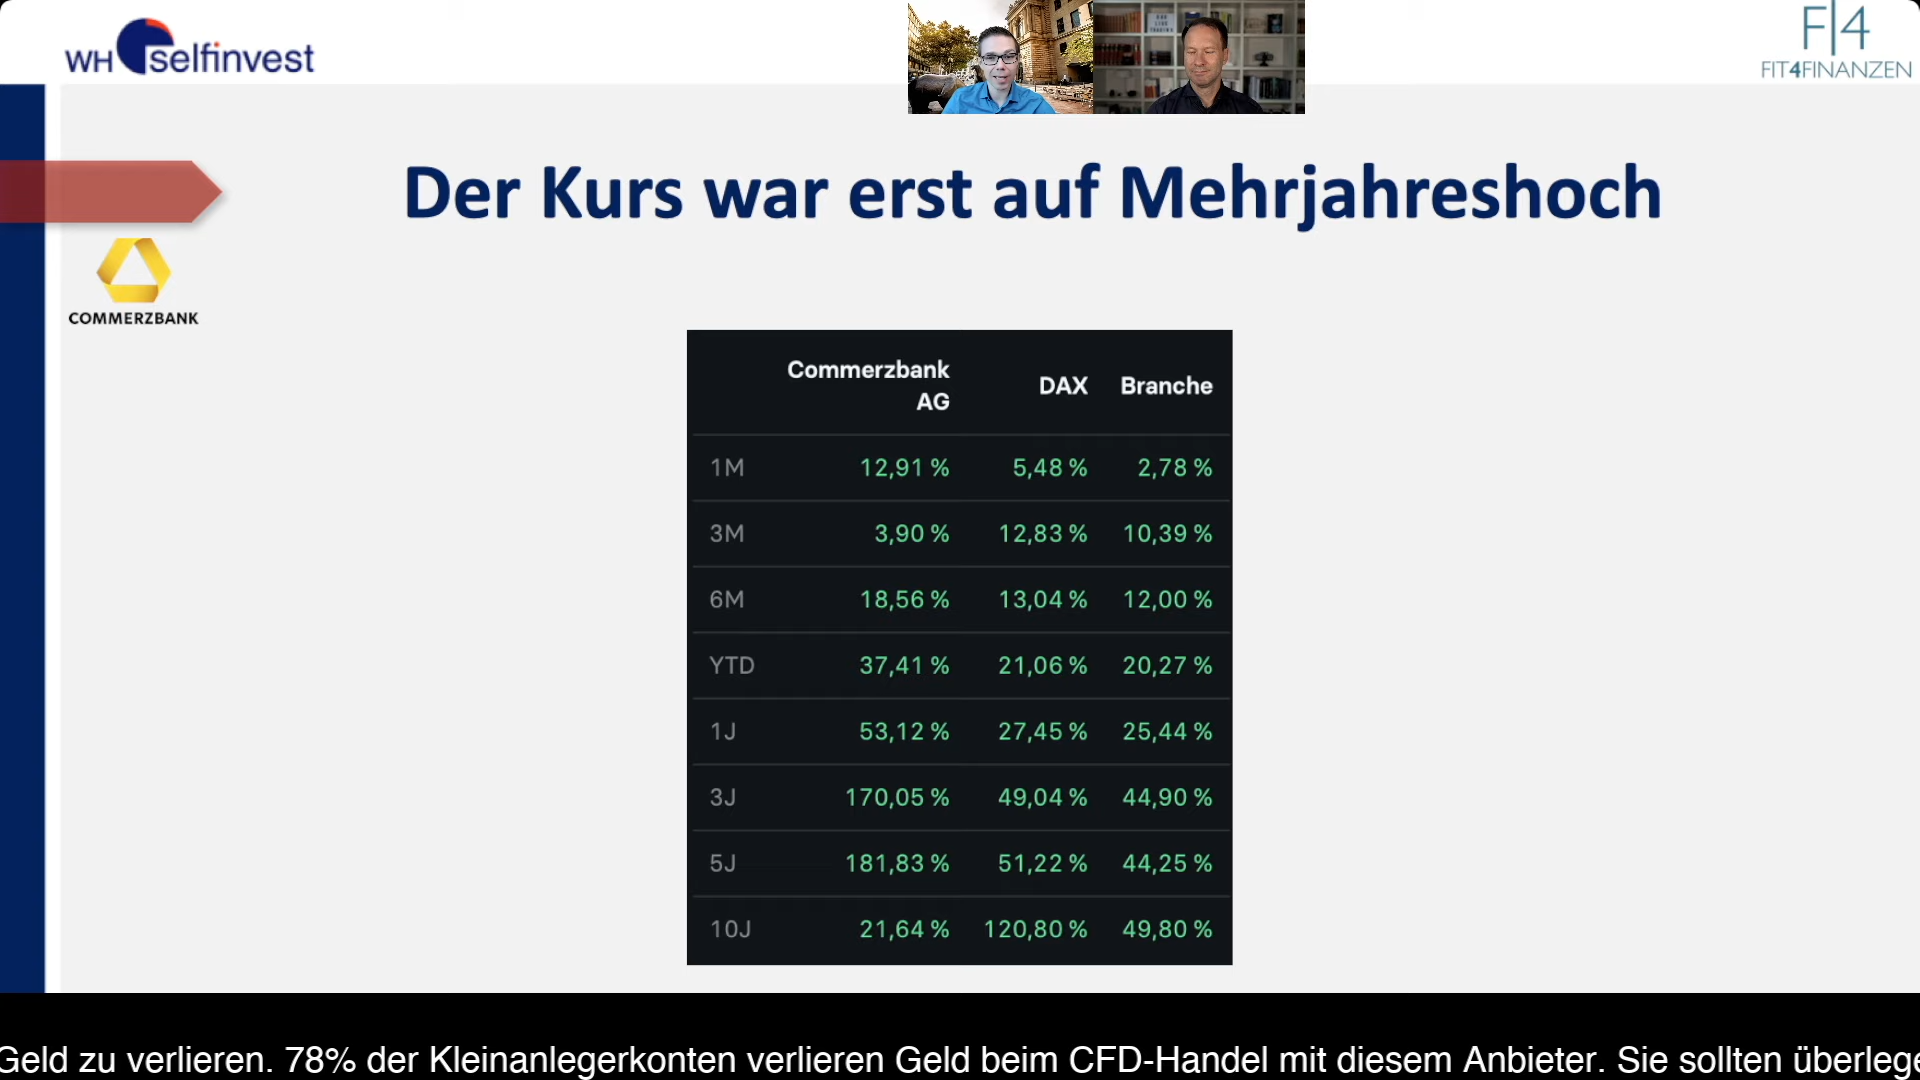 WH selfinvest
F|4
FIT4FINANZEN
Der Kurs war erst auf Mehrjahreshoch
COMMERZBANK
Commerzbank AG DAX Branche
1M 12,91 % 5,48 % 2,78 %
3M 3,90 % 12,83 % 10,39 %
6M 18,56 % 13,04 % 12,00 %
YTD 37,41 % 21,06 % 20,27 %
1J 53,12 % 27,45 % 25,44 %
3J 170,05 % 49,04 % 44,90 %
5J 181,83 % 51,22 % 44,25 %
10J 21,64 % 120,80 % 49,80 %
Geld zu verlieren. 78% der Kleinanlegerkonten verlieren Geld beim CFD-Handel mit diesem Anbieter. Sie sollten überlege